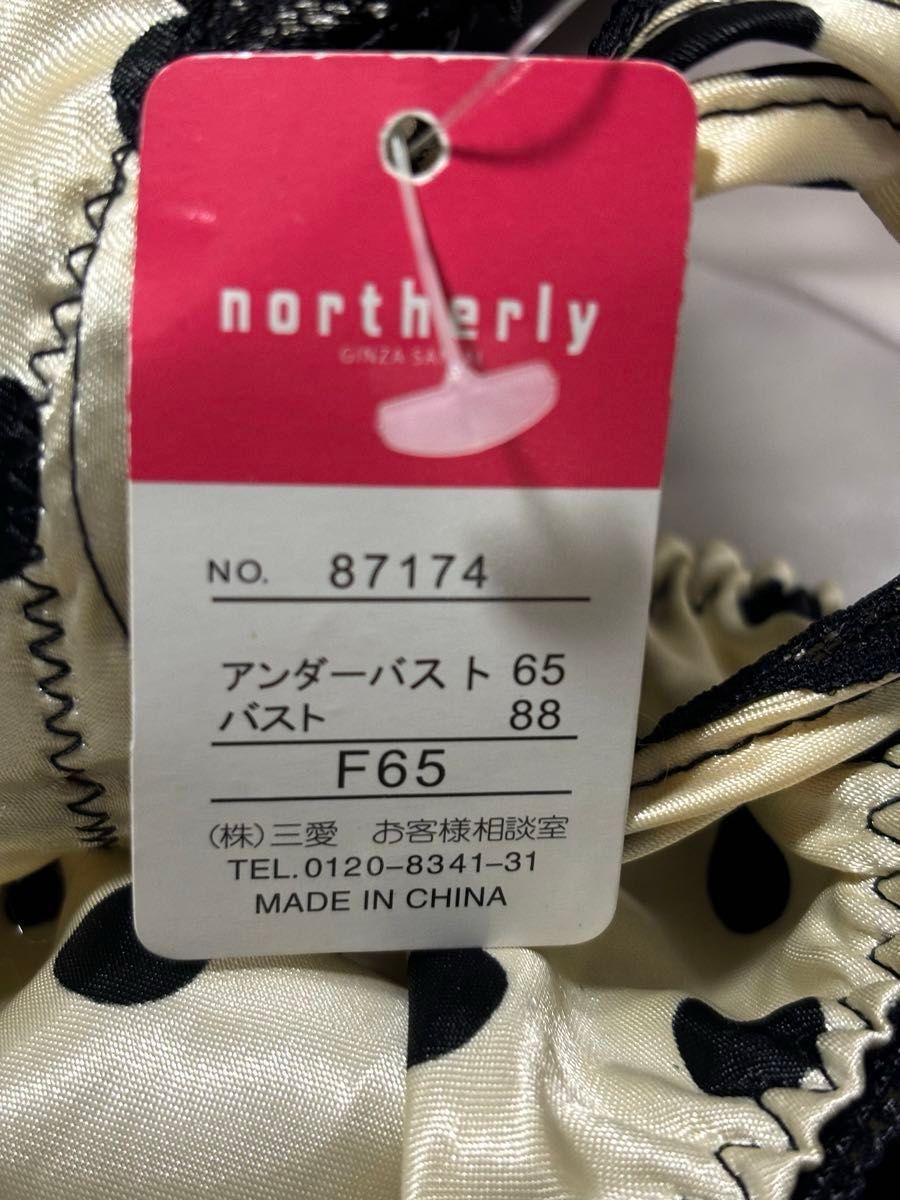 northerly
GINZA
NO. 87174
アンダーバスト 65
バスト 88
F65
(株)三愛 お客様相談室
TEL.0120-8341-31
MADE IN CHINA